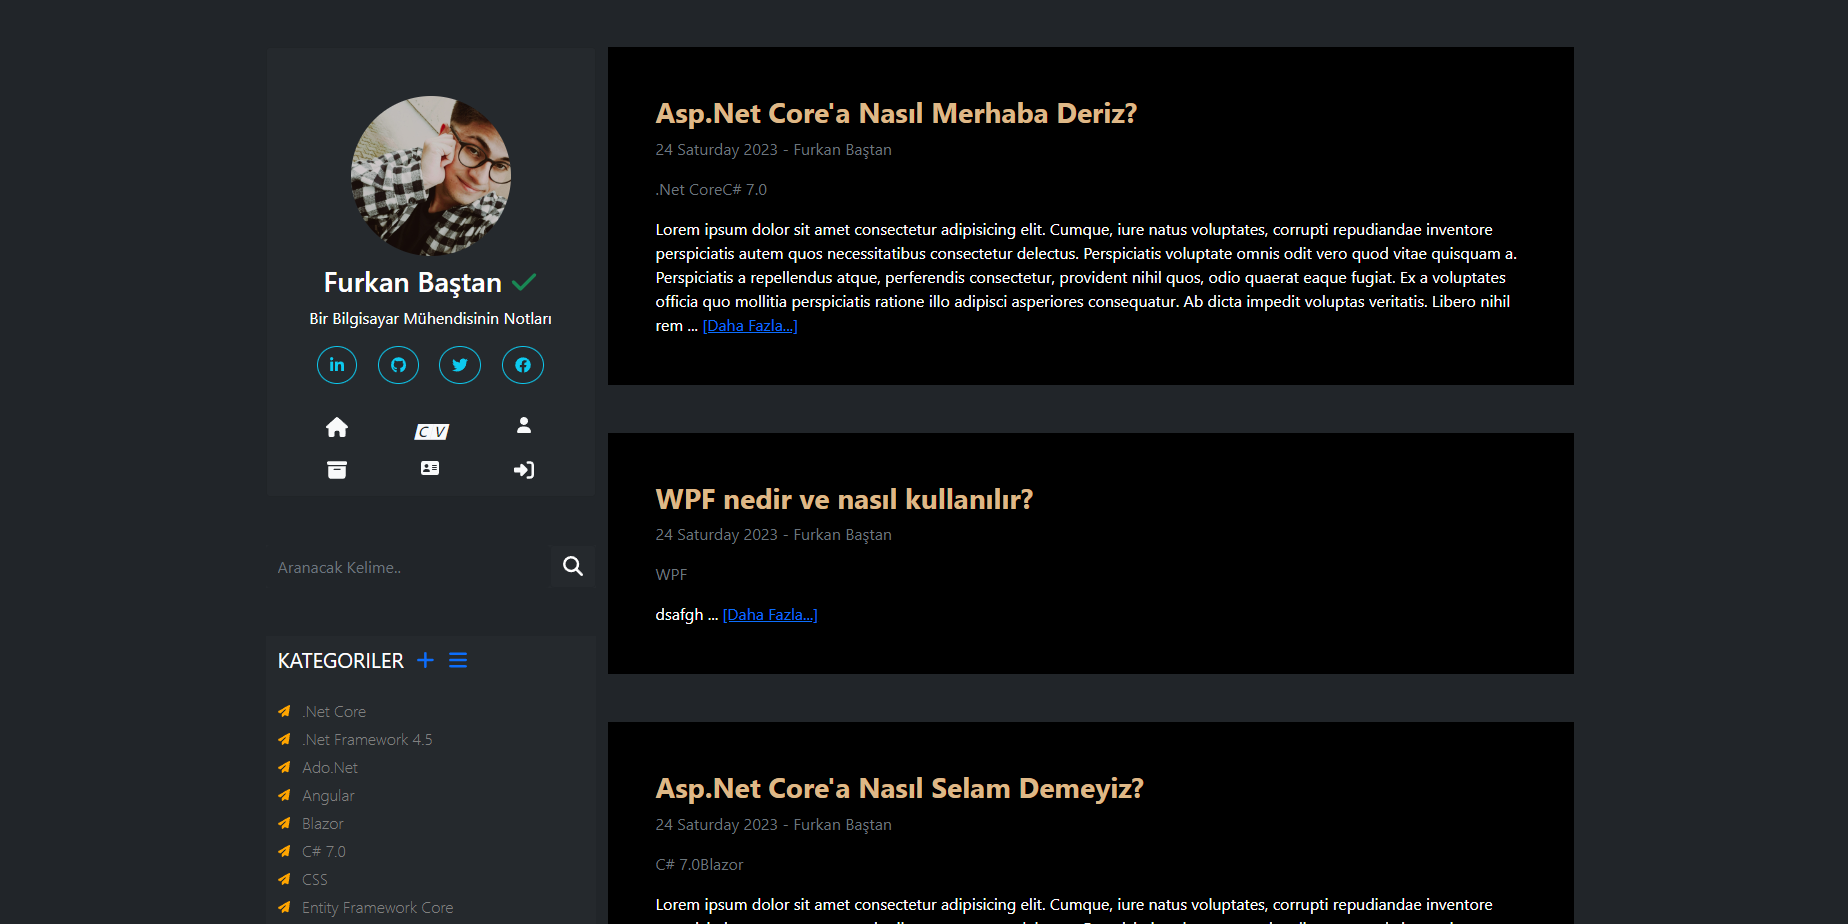 Furkan Baştan
Bir Bilgisayar Mühendisinin Notları
in
C V
Aranacak Kelime..
KATEGORILER
.Net Core
.Net Framework 4.5
Ado.Net
Angular
Blazor
C# 7.0
CSS
Entity Framework Core
Asp.Net Core'a Nasıl Merhaba Deriz?
24 Saturday 2023 - Furkan Baştan
.Net CoreC# 7.0
Lorem ipsum dolor sit amet consectetur adipisicing elit. Cumque, iure natus voluptates, corrupti repudiandae inventore
perspiciatis autem quos necessitatibus consectetur delectus. Perspiciatis voluptate omnis odit vero quod vitae quisquam a.
Perspiciatis a repellendus atque, perferendis consectetur, provident nihil quos, odio quaerat eaque fugiat. Ex a voluptates
officia quo mollitia perspiciatis ratione illo adipisci asperiores consequatur. Ab dicta impedit voluptas veritatis. Libero nihil
rem ... [Daha Fazla...]
WPF nedir ve nasıl kullanılır?
24 Saturday 2023 - Furkan Baştan
WPF
dsafgh ... [Daha Fazla...]
Asp.Net Core'a Nasıl Selam Demeyiz?
24 Saturday 2023 - Furkan Baştan
C# 7.0Blazor
Lorem ipsum dolor sit amet consectetur adipisicing elit. Cumque, iure natus voluptates, corrupti repudiandae inventore